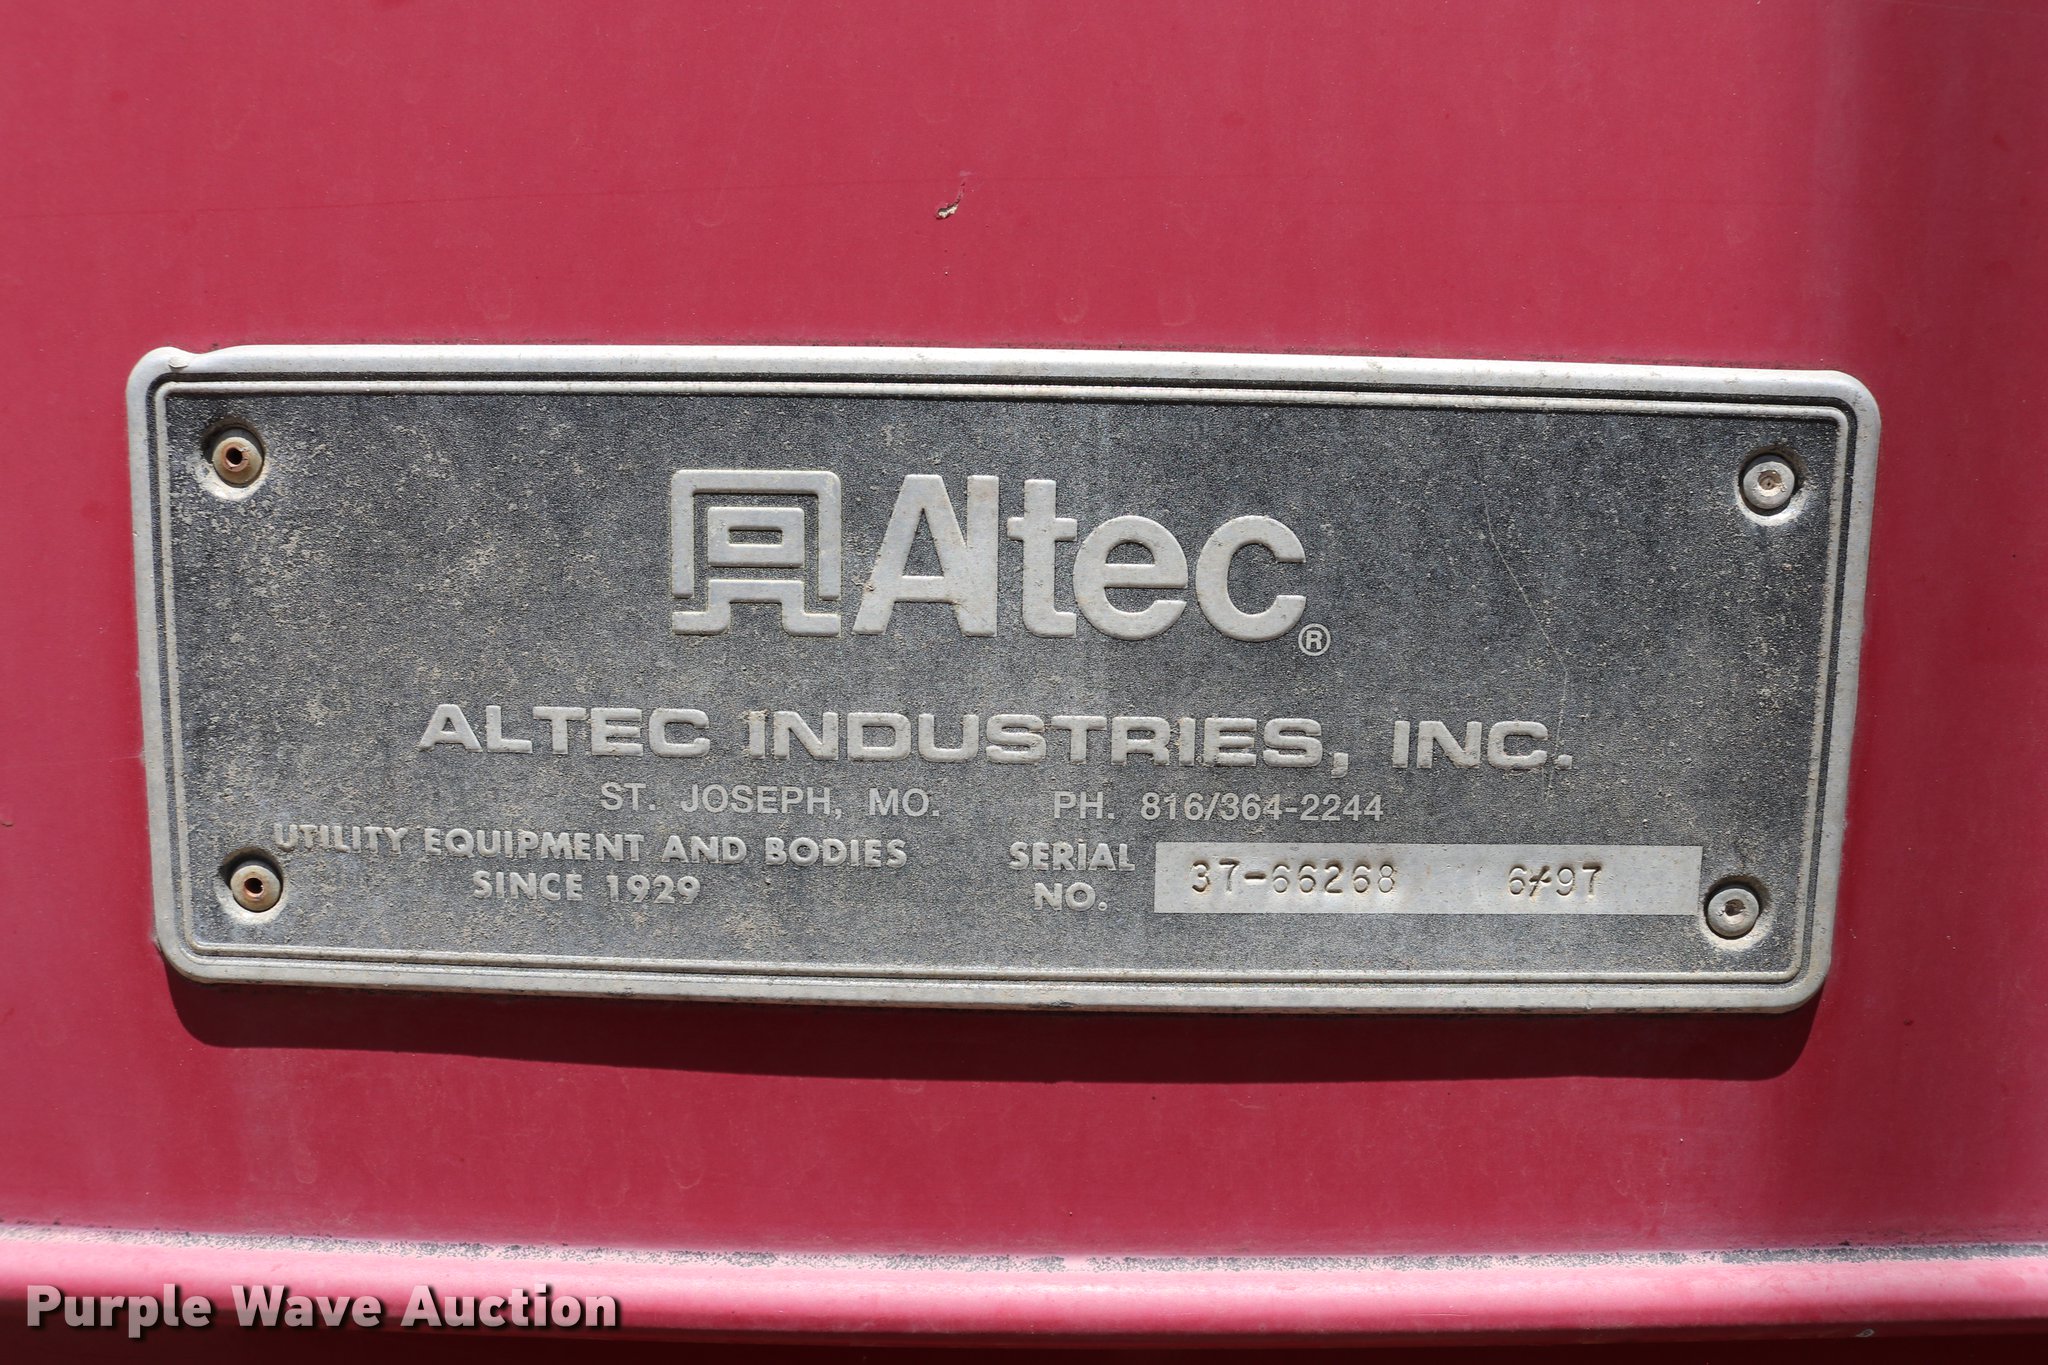 Altec®
ALTEC INDUSTRIES, INC.
ST. JOSEPH, MO. PH. 816/364-2244
UTILITY EQUIPMENT AND BODIES
SINCE 1929
SERIAL
NO. 37-66268 6/97
Purple Wave Auction